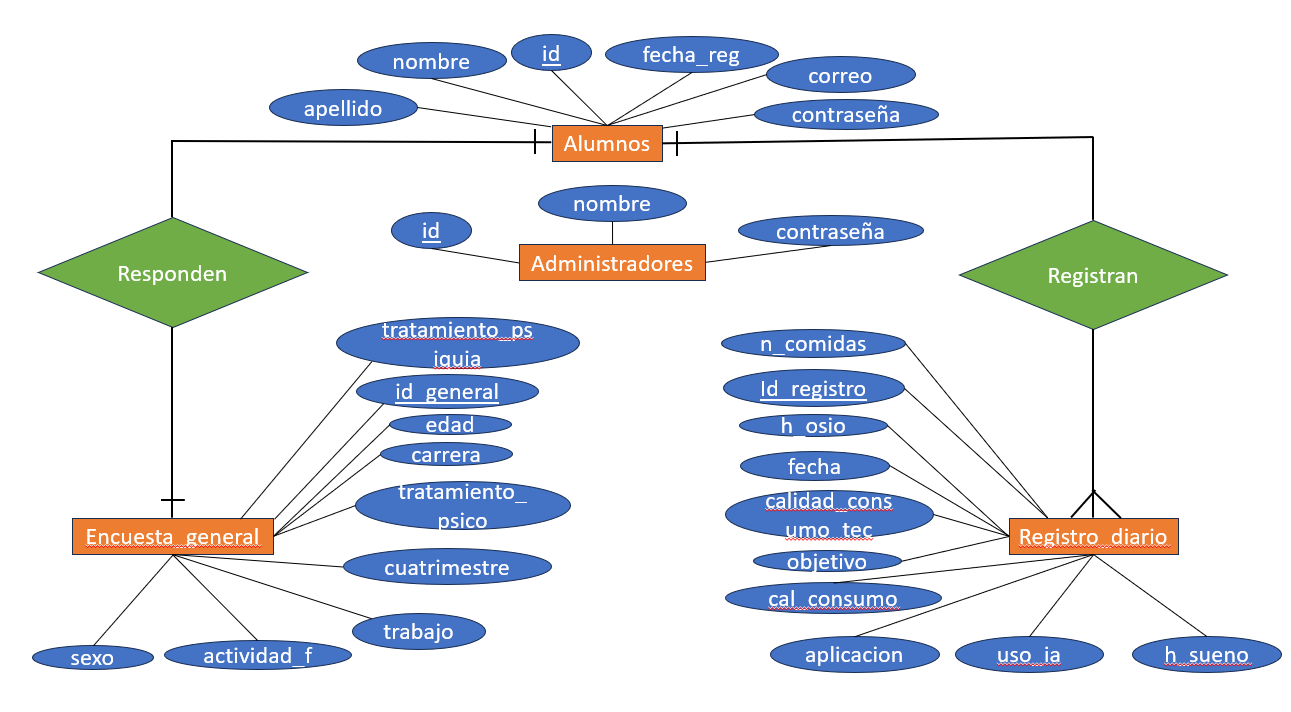 nombre
id
fecha_reg
correo
apellido
contraseña
Alumnos
nombre
id
contraseña
Administradores
Responden
Registran
tratamiento_ps
iquia
id_general
edad
carrera
tratamiento_
psico
Encuesta_general
cuatrimestre
trabajo
actividad_f
sexo
n_comidas
Id_registro
h_osio
fecha
calidad_cons
umo_tec
Registro_diario
objetivo
cal_consumo
aplicacion
uso_ia
h_sueno